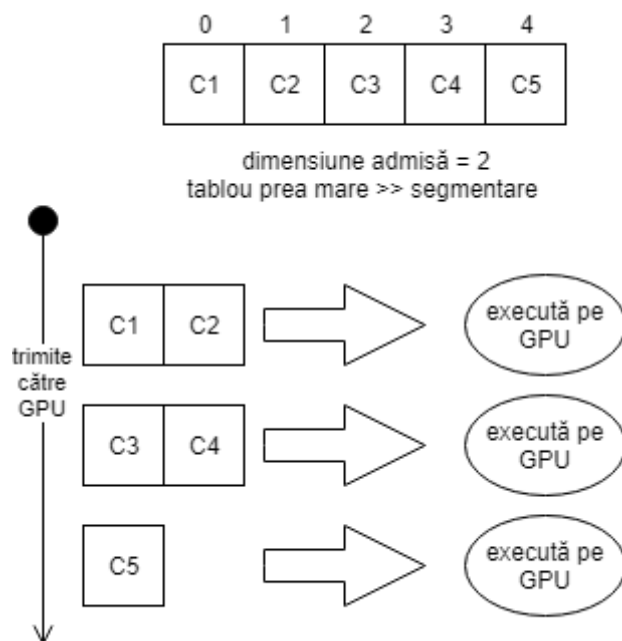 0 1 2 3 4
C1 C2 C3 C4 C5
dimensiune admisă = 2
tablou prea mare >> segmentare
trimite
către
GPU
C1 C2
execută pe
GPU
C3 C4
execută pe
GPU
C5
execută pe
GPU